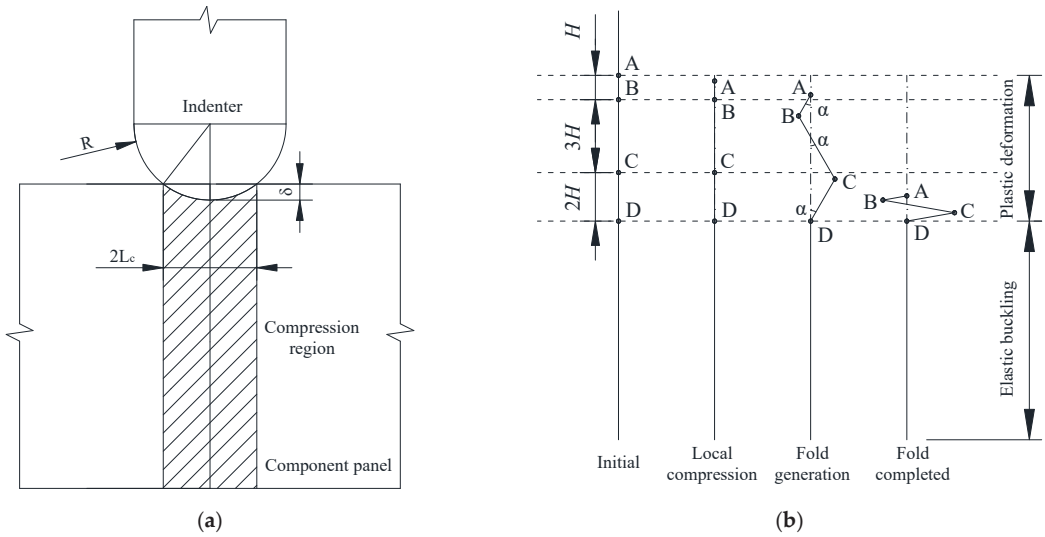 Indenter
R
δ
2Lc
Compression
region
Component panel
(a)
H
3H
2H
A
B
C
D
A
B
C
D
A
B
C
D
α
α
α
A
B
C
D
Plastic deformation
Elastic buckling
Initial
Local
compression
Fold
generation
Fold
completed
(b)